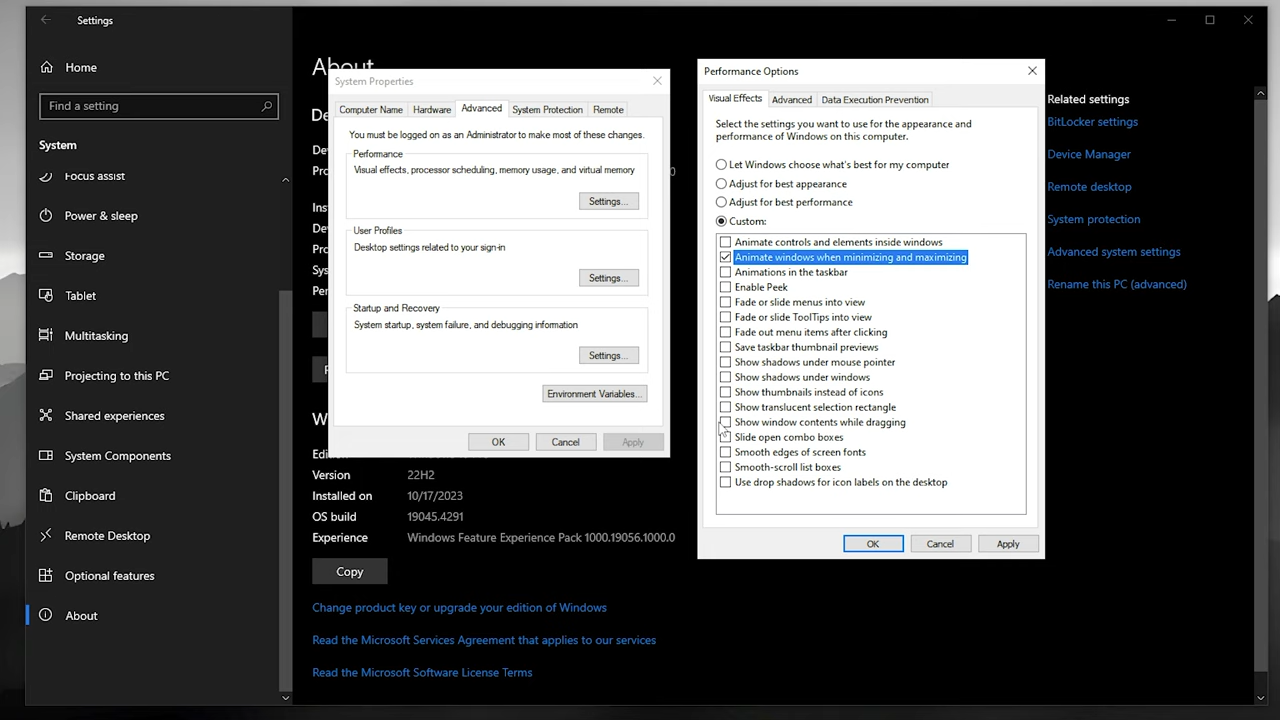 Settings
Home
Find a setting
System
Focus assist
Power & sleep
Storage
Tablet
Multitasking
Projecting to this PC
Shared experiences
System Components
Clipboard
Remote Desktop
Optional features
About
About
System Properties
Computer Name
Hardware
Advanced
System Protection
Remote
You must be logged on as an Administrator to make most of these changes.
Performance
Visual effects, processor scheduling, memory usage, and virtual memory
Settings...
User Profiles
Desktop settings related to your sign-in
Settings...
Startup and Recovery
System startup, system failure, and debugging information
Settings...
Environment Variables...
OK
Cancel
Apply
Version 22H2
Installed on 10/17/2023
OS build 19045.4291
Experience Windows Feature Experience Pack 1000.19056.1000.0
Copy
Change product key or upgrade your edition of Windows
Read the Microsoft Services Agreement that applies to our services
Read the Microsoft Software License Terms
Performance Options
Visual Effects
Advanced
Data Execution Prevention
Select the settings you want to use for the appearance and
performance of Windows on this computer.
Let Windows choose what's best for my computer
Adjust for best appearance
Adjust for best performance
Custom:
Animate controls and elements inside windows
Animate windows when minimizing and maximizing
Animations in the taskbar
Enable Peek
Fade or slide menus into view
Fade or slide ToolTips into view
Fade out menu items after clicking
Save taskbar thumbnail previews
Show shadows under mouse pointer
Show shadows under windows
Show thumbnails instead of icons
Show translucent selection rectangle
Show window contents while dragging
Slide open combo boxes
Smooth edges of screen fonts
Smooth-scroll list boxes
Use drop shadows for icon labels on the desktop
OK
Cancel
Apply
Related settings
BitLocker settings
Device Manager
Remote desktop
System protection
Advanced system settings
Rename this PC (advanced)